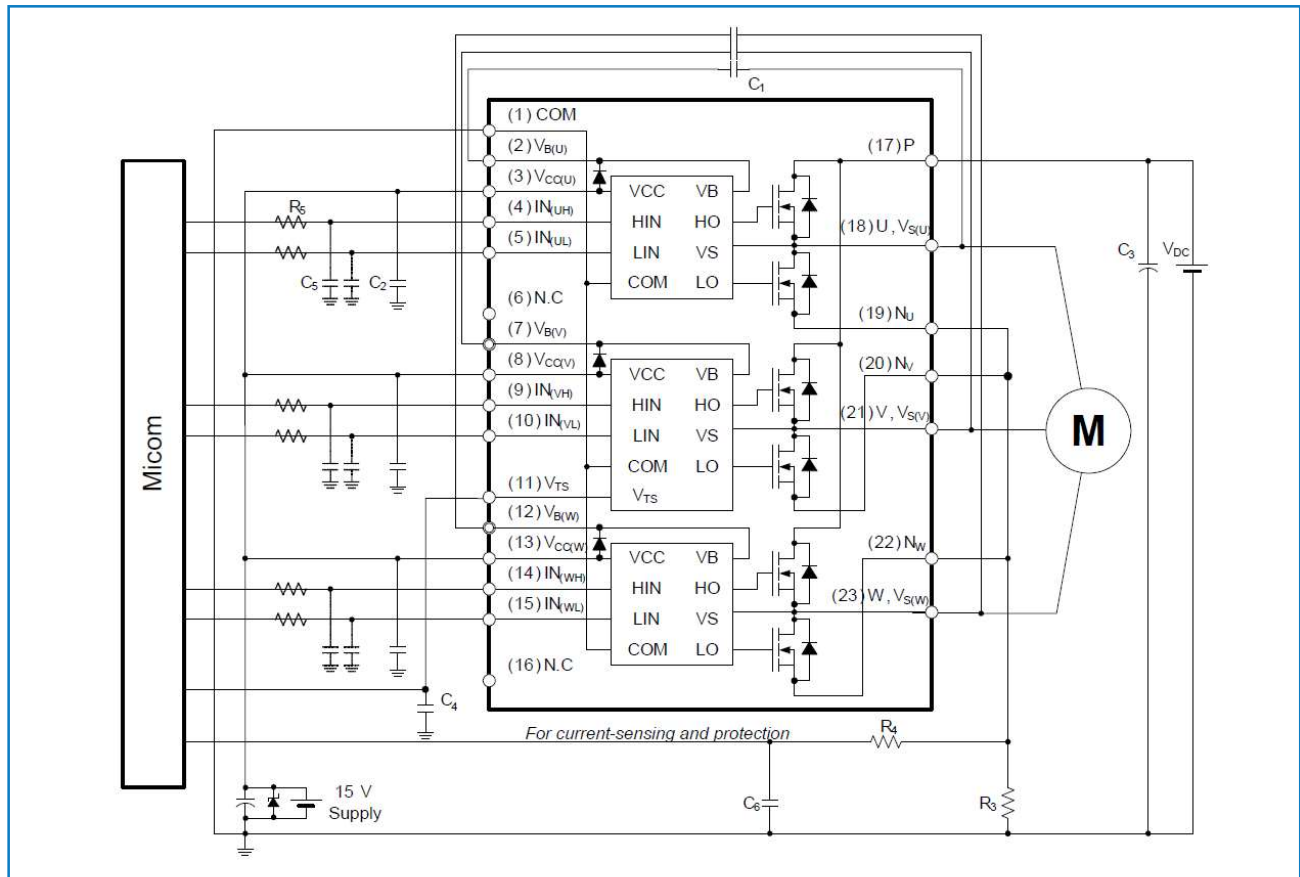 C1
(1) COM
(2) VB(U)
(3) VCC(U)
(4) IN(UH)
(5) IN(UL)
(6) N.C
(7) VB(V)
(8) VCC(V)
(9) IN(VH)
(10) IN(VL)
(11) VTS
(12) VB(W)
(13) VCC(W)
(14) IN(WH)
(15) IN(WL)
(16) N.C
VCC VB
HIN HO
LIN VS
COM LO
VCC VB
HIN HO
LIN VS
COM LO
VTS
VCC VB
HIN HO
LIN VS
COM LO
(17) P
(18) U, VS(U)
(19) NU
(20) NV
(21) V, VS(V)
(22) NW
(23) W, VS(W)
Micom
R5
C5
C2
C3
VDC
M
C4
For current-sensing and protection
R4
C6
R3
15 V
Supply